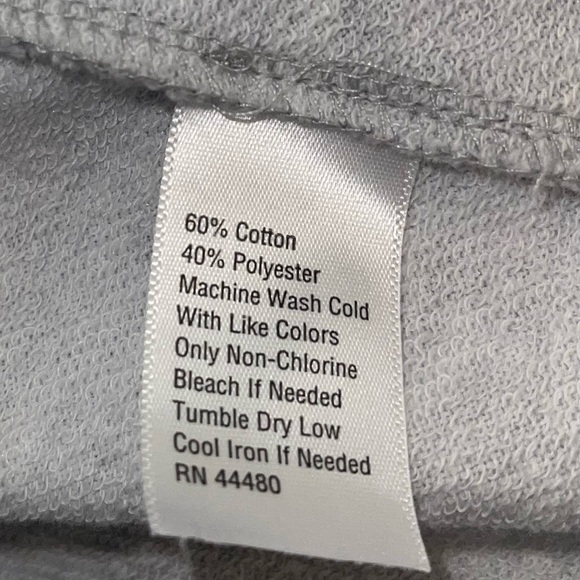 60% Cotton
40% Polyester
Machine Wash Cold
With Like Colors
Only Non-Chlorine
Bleach If Needed
Tumble Dry Low
Cool Iron If Needed
RN 44480